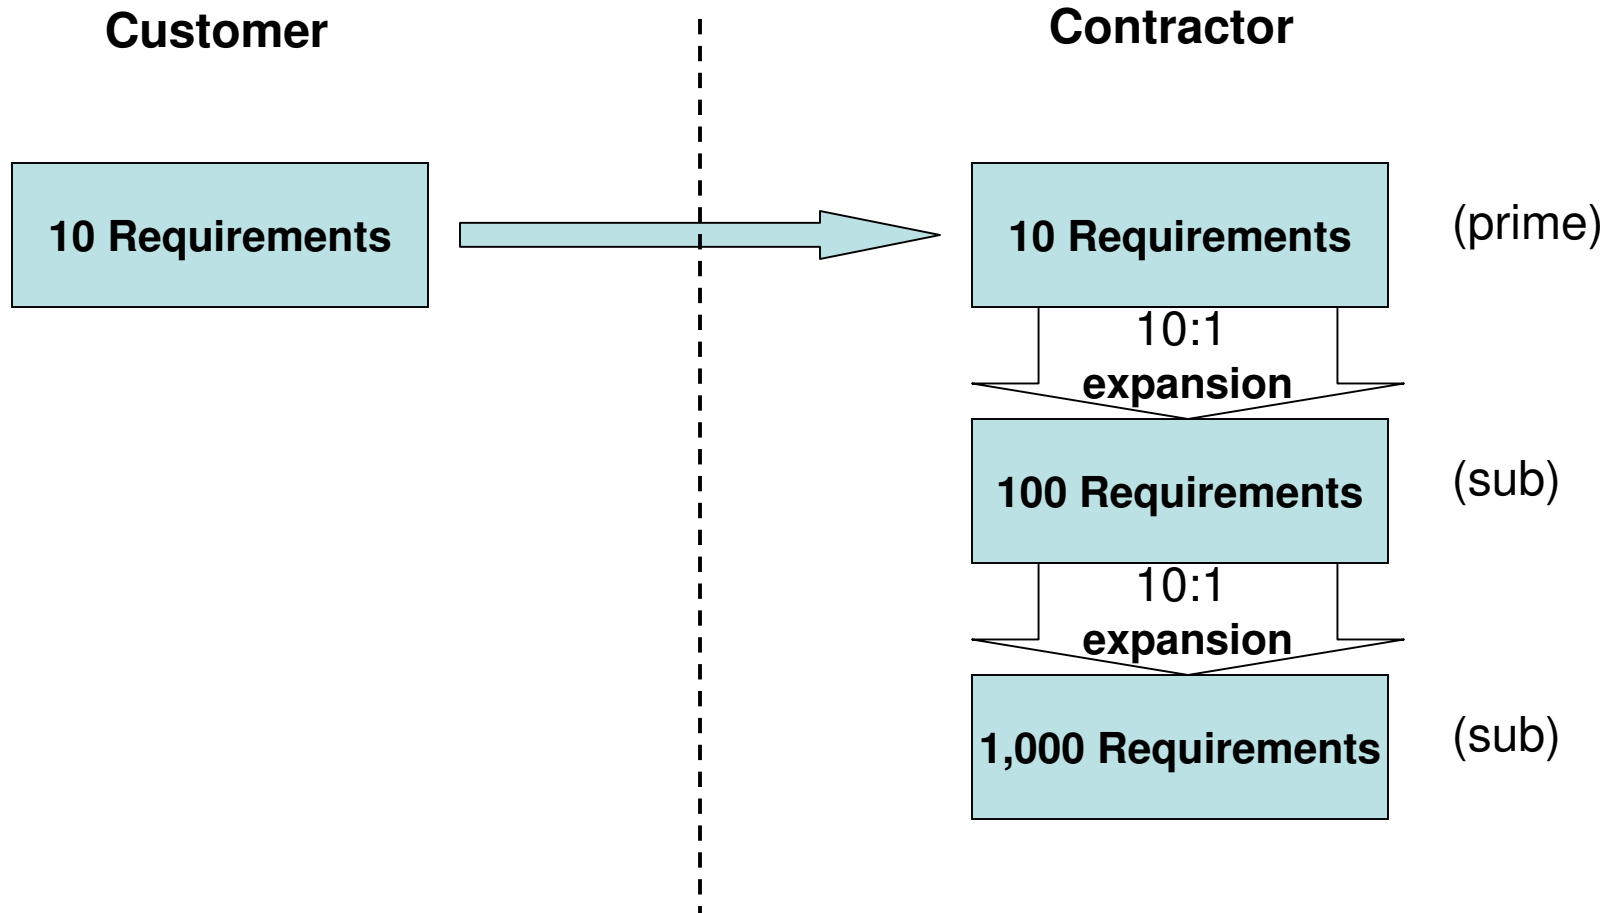 Customer
Contractor
10 Requirements
10 Requirements
(prime)
10:1
expansion
100 Requirements
(sub)
10:1
expansion
1,000 Requirements
(sub)